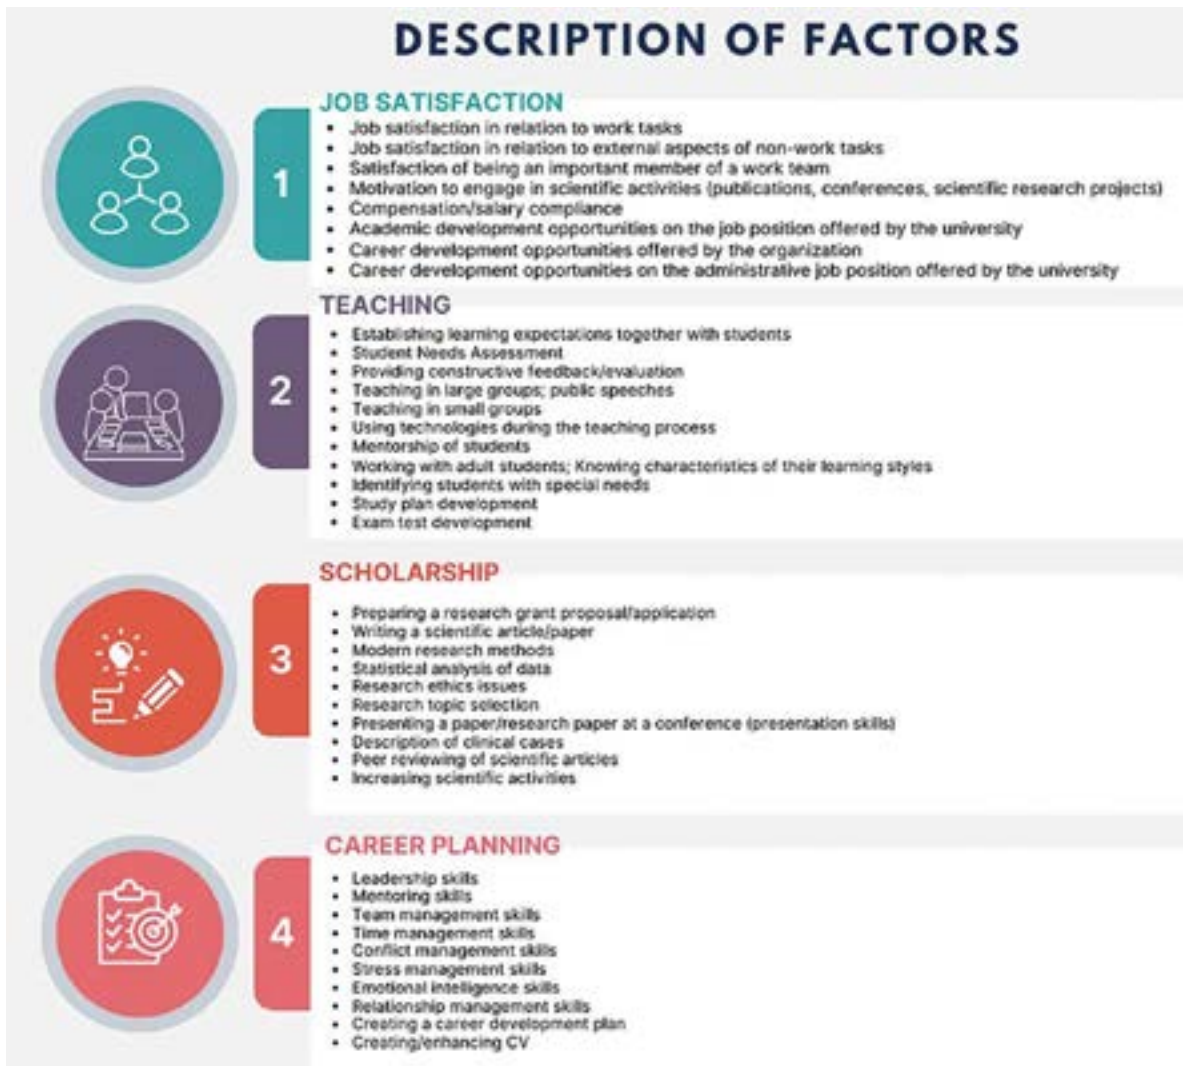 DESCRIPTION OF FACTORS
1
JOB SATISFACTION
• Job satisfaction in relation to work tasks
• Job satisfaction in relation to external aspects of non-work tasks
• Satisfaction of being an important member of a work team
• Motivation to engage in scientific activities (publications, conferences, scientific research projects)
• Compensation/salary compliance
• Academic development opportunities on the job position offered by the university
• Career development opportunities offered by the organization
• Career development opportunities on the administrative job position offered by the university
2
TEACHING
• Establishing learning expectations together with students
• Student Needs Assessment
• Providing constructive feedback/evaluation
• Teaching in large groups; public speeches
• Teaching in small groups
• Using technologies during the teaching process
• Mentorship of students
• Working with adult students; Knowing characteristics of their learning styles
• Identifying students with special needs
• Study plan development
• Exam test development
3
SCHOLARSHIP
• Preparing a research grant proposal/application
• Writing a scientific article/paper
• Modern research methods
• Statistical analysis of data
• Research ethics issues
• Research topic selection
• Presenting a paper/research paper at a conference (presentation skills)
• Description of clinical cases
• Peer reviewing of scientific articles
• Increasing scientific activities
4
CAREER PLANNING
• Leadership skills
• Mentoring skills
• Team management skills
• Time management skills
• Conflict management skills
• Stress management skills
• Emotional intelligence skills
• Relationship management skills
• Creating a career development plan
• Creating/enhancing CV